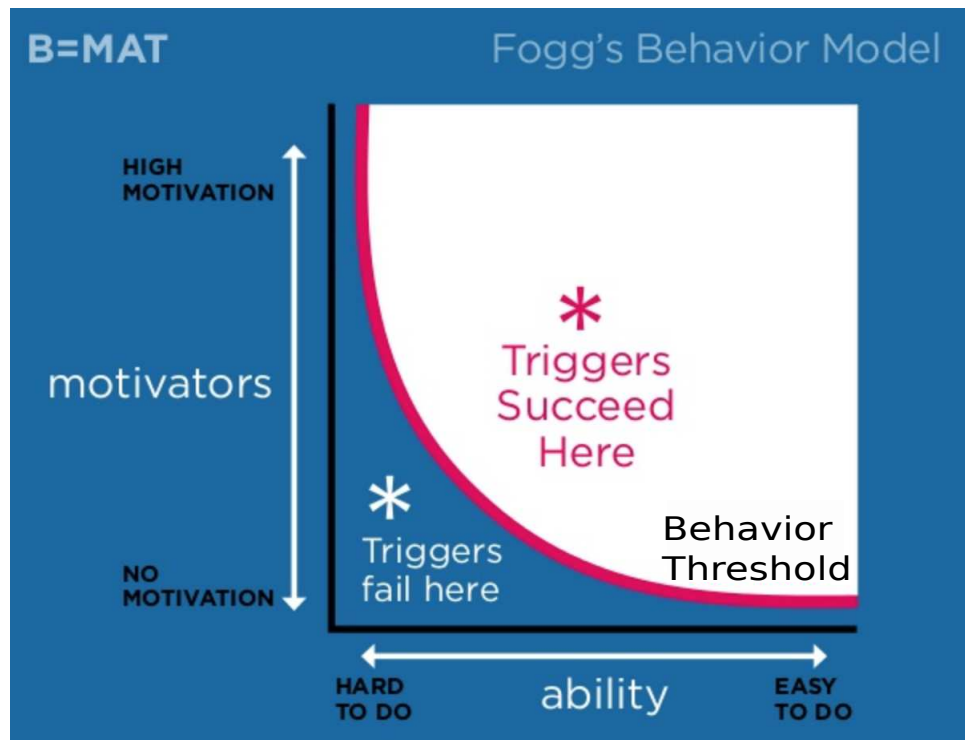 B=MAT
Fogg's Behavior Model
HIGH
MOTIVATION
motivators
NO
MOTIVATION
*
Triggers
Succeed
Here
*
Triggers
fail here
Behavior
Threshold
HARD
TO DO
ability
EASY
TO DO